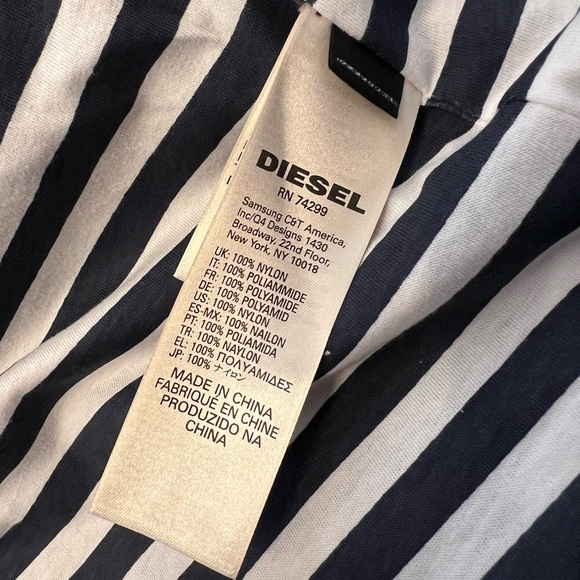 DIESEL
RN 74299
Samsung C&T America,
Inc/Q4 Designs 1430
Broadway, 22nd Floor,
New York, NY 10018
UK: 100% NYLON
IT: 100% POLIAMMIDE
FR: 100% POLYAMIDE
DE: 100% POLYAMID
US: 100% NYLON
ES-MX: 100% NAILON
PT: 100% POLIAMIDA
TR: 100% NAYLON
EL: 100% ΠΟΛΥΑΜΙΔΕΣ
JP: 100% ナイロン
MADE IN CHINA
FABRIQUÉ EN CHINE
PRODUZIDO NA
CHINA